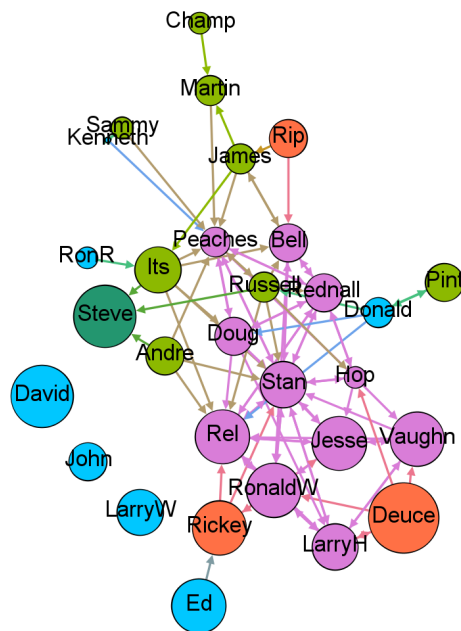 Champ
Martin
Sammy
Kenneth
Rip
James
Peaches
Bell
RonR
Its
Russell
Rednall
Pint
Steve
Doug
Donald
Andre
Stan
Hop
David
Rel
Jesse
Vaughn
John
RonaldW
LarryW
Rickey
Deuce
LarryH
Ed